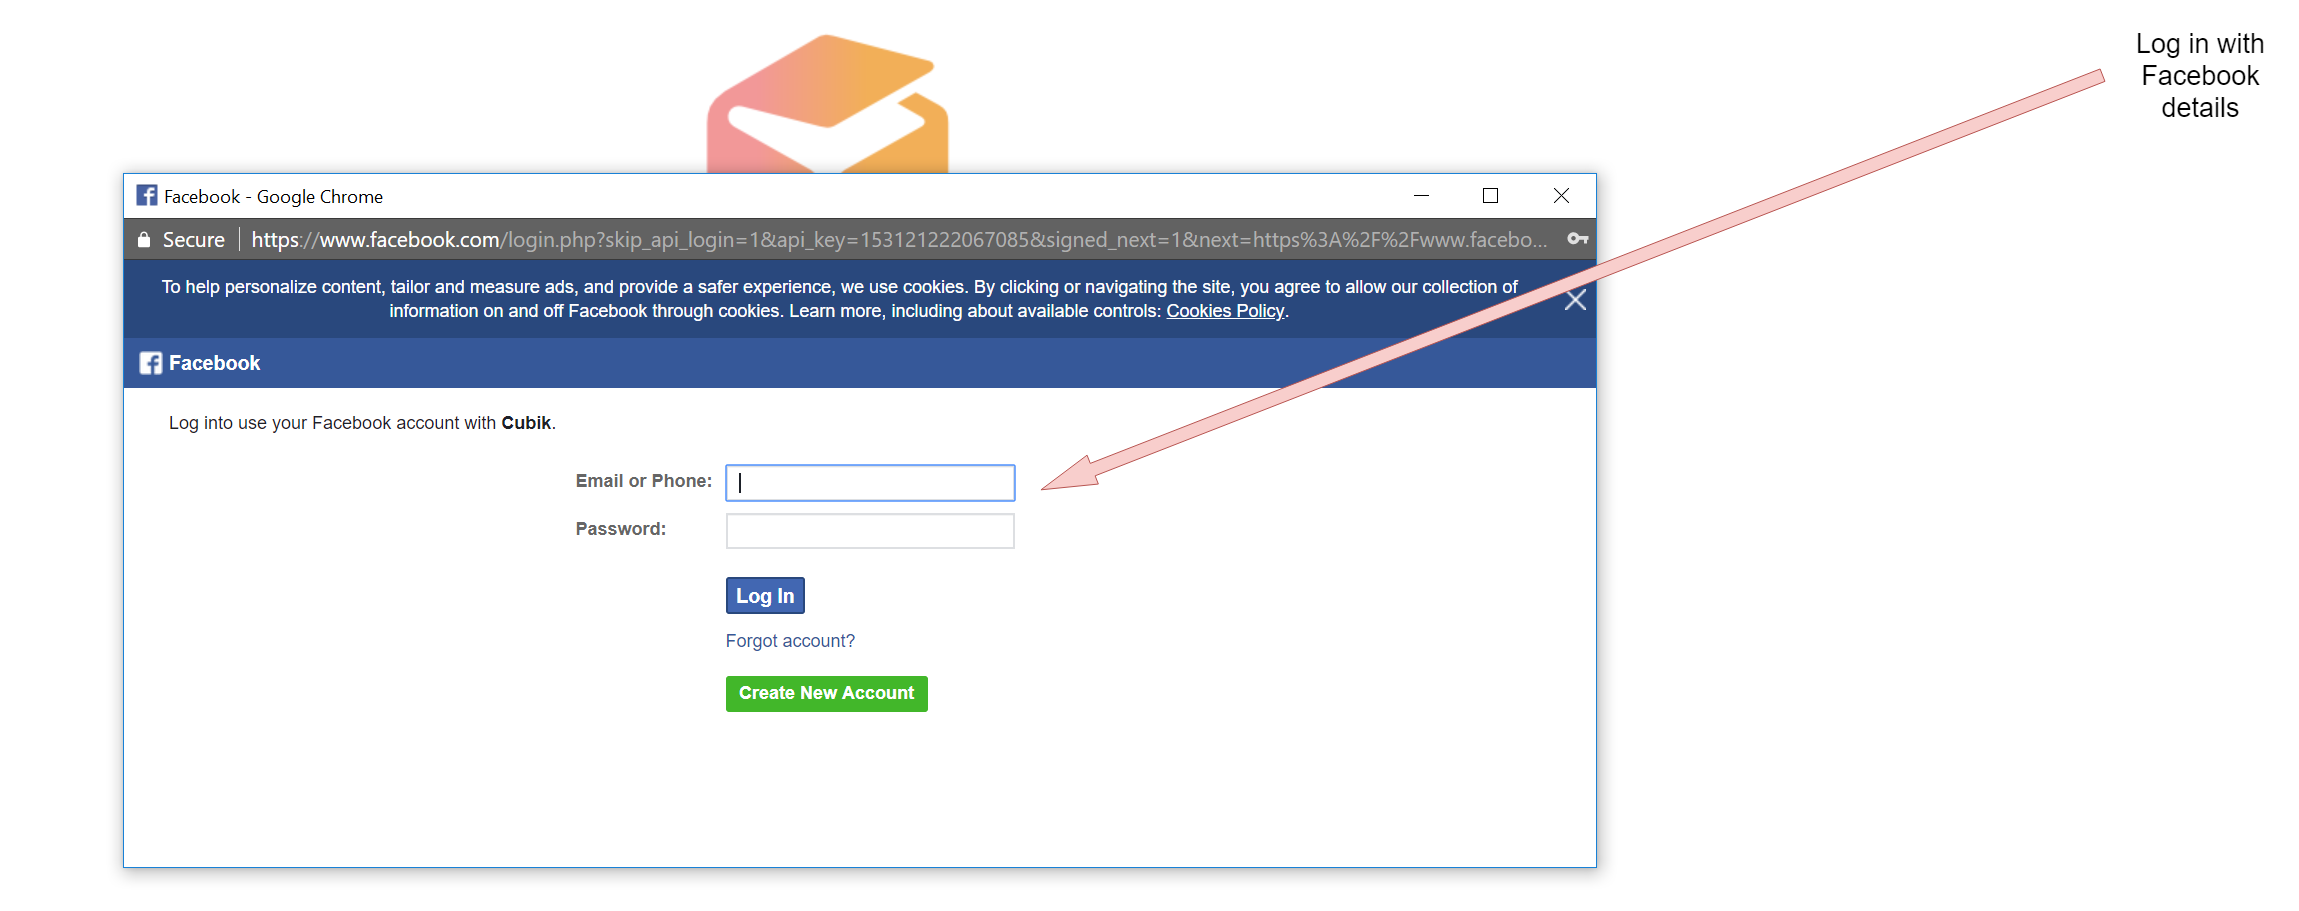 Log in with
Facebook
details
Facebook - Google Chrome
Secure https://www.facebook.com/login.php?skip_api_login=1&api_key=153121222067085&signed_next=1&next=https%3A%2F%2Fwww.facebo...
To help personalize content, tailor and measure ads, and provide a safer experience, we use cookies. By clicking or navigating the site, you agree to allow our collection of
information on and off Facebook through cookies. Learn more, including about available controls: Cookies Policy.
Facebook
Log into use your Facebook account with Cubik.
Email or Phone:
Password:
Log In
Forgot account?
Create New Account